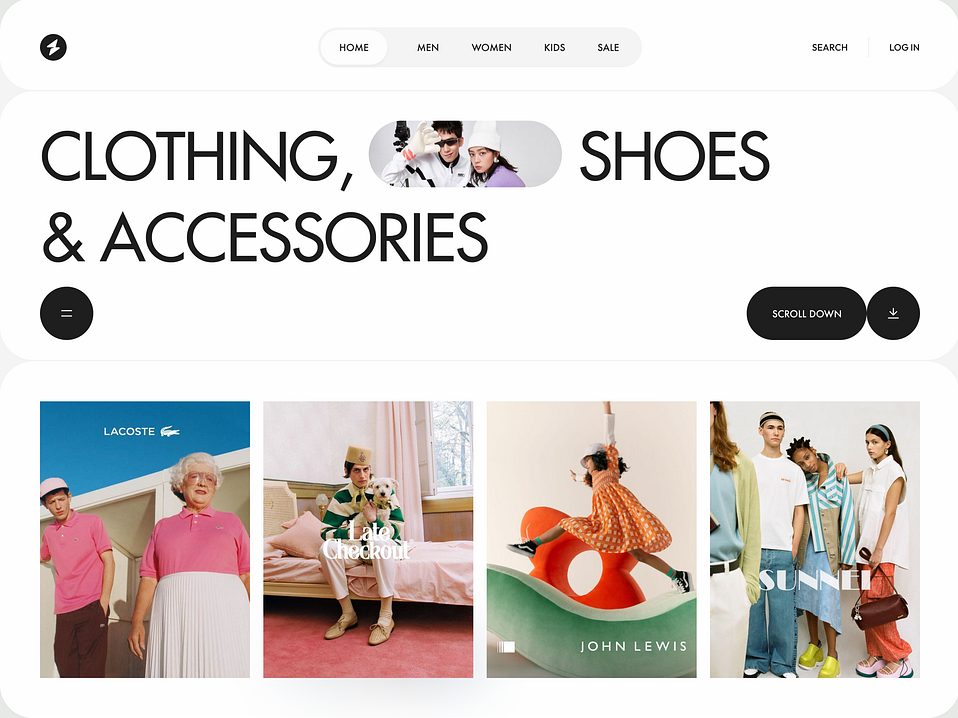 HOME
MEN
WOMEN
KIDS
SALE
SEARCH
LOG IN
CLOTHING, SHOES
& ACCESSORIES
SCROLL DOWN
LACOSTE
Late
Checkout
JOHN LEWIS
SUNNEI